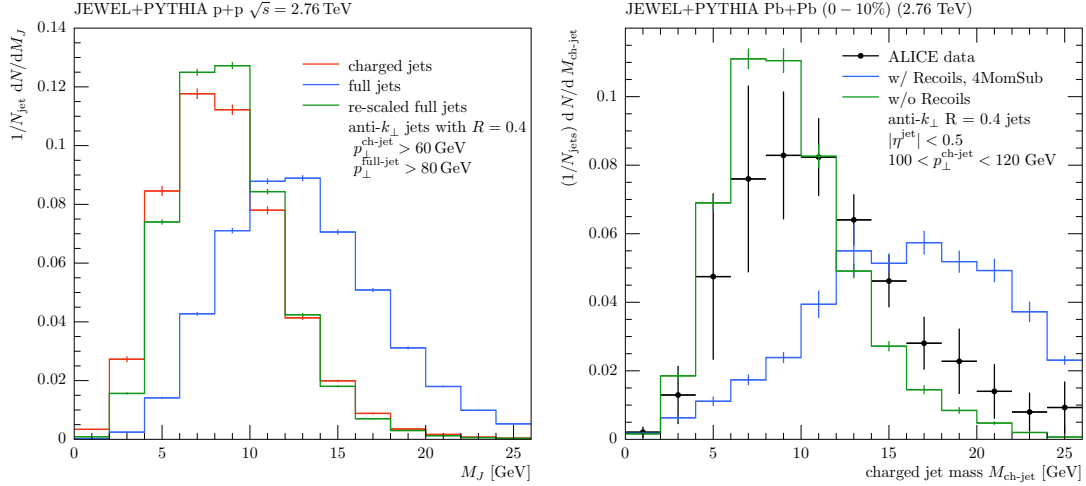 JEWEL+PYTHIA p+p √s = 2.76 TeV
1/N_jet dN/dM_J
0.14
0.12
0.1
0.08
0.06
0.04
0.02
0
charged jets
full jets
re-scaled full jets
anti-k⊥ jets with R = 0.4
p⊥^ch-jet > 60 GeV
p⊥^full-jet > 80 GeV
0 5 10 15 20 25
M_J [GeV]
JEWEL+PYTHIA Pb+Pb (0 − 10%) (2.76 TeV)
(1/N_jets) d N/d M_ch-jet
0.1
0.08
0.06
0.04
0.02
0
ALICE data
w/ Recoils, 4MomSub
w/o Recoils
anti-k⊥ R = 0.4 jets
|η^jet| < 0.5
100 < p⊥^ch-jet < 120 GeV
0 5 10 15 20 25
charged jet mass M_ch-jet [GeV]